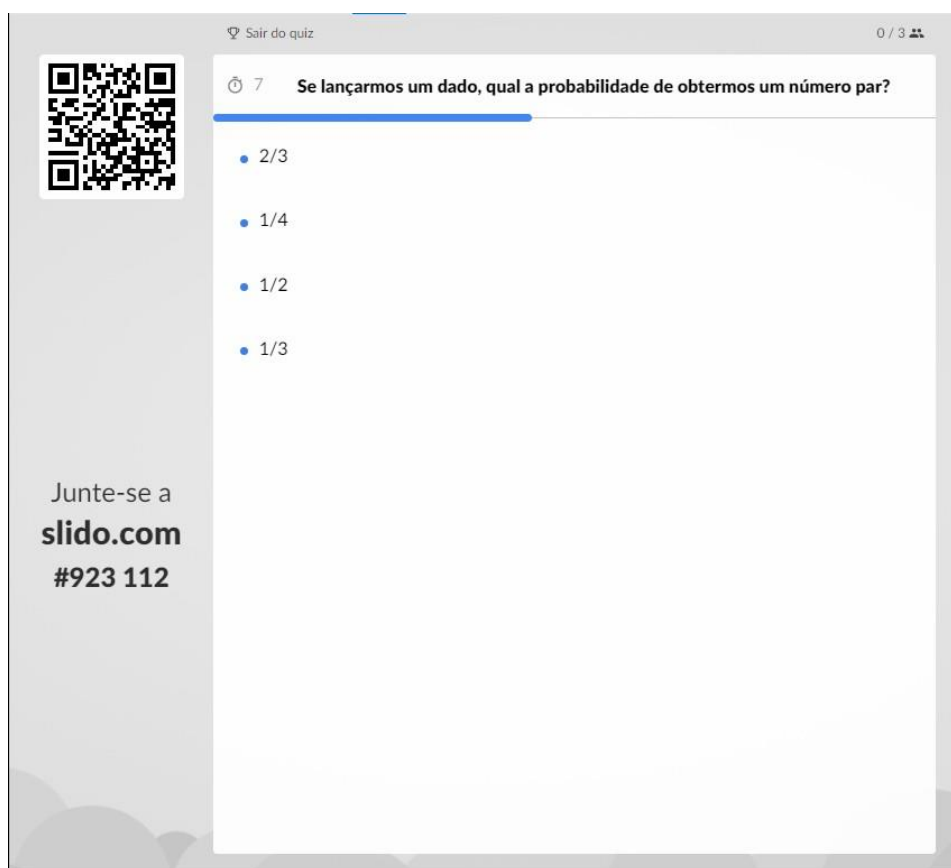 Sair do quiz
0 / 3
7 Se lançarmos um dado, qual a probabilidade de obtermos um número par?
2/3
1/4
1/2
1/3
Junte-se a
slido.com
#923 112